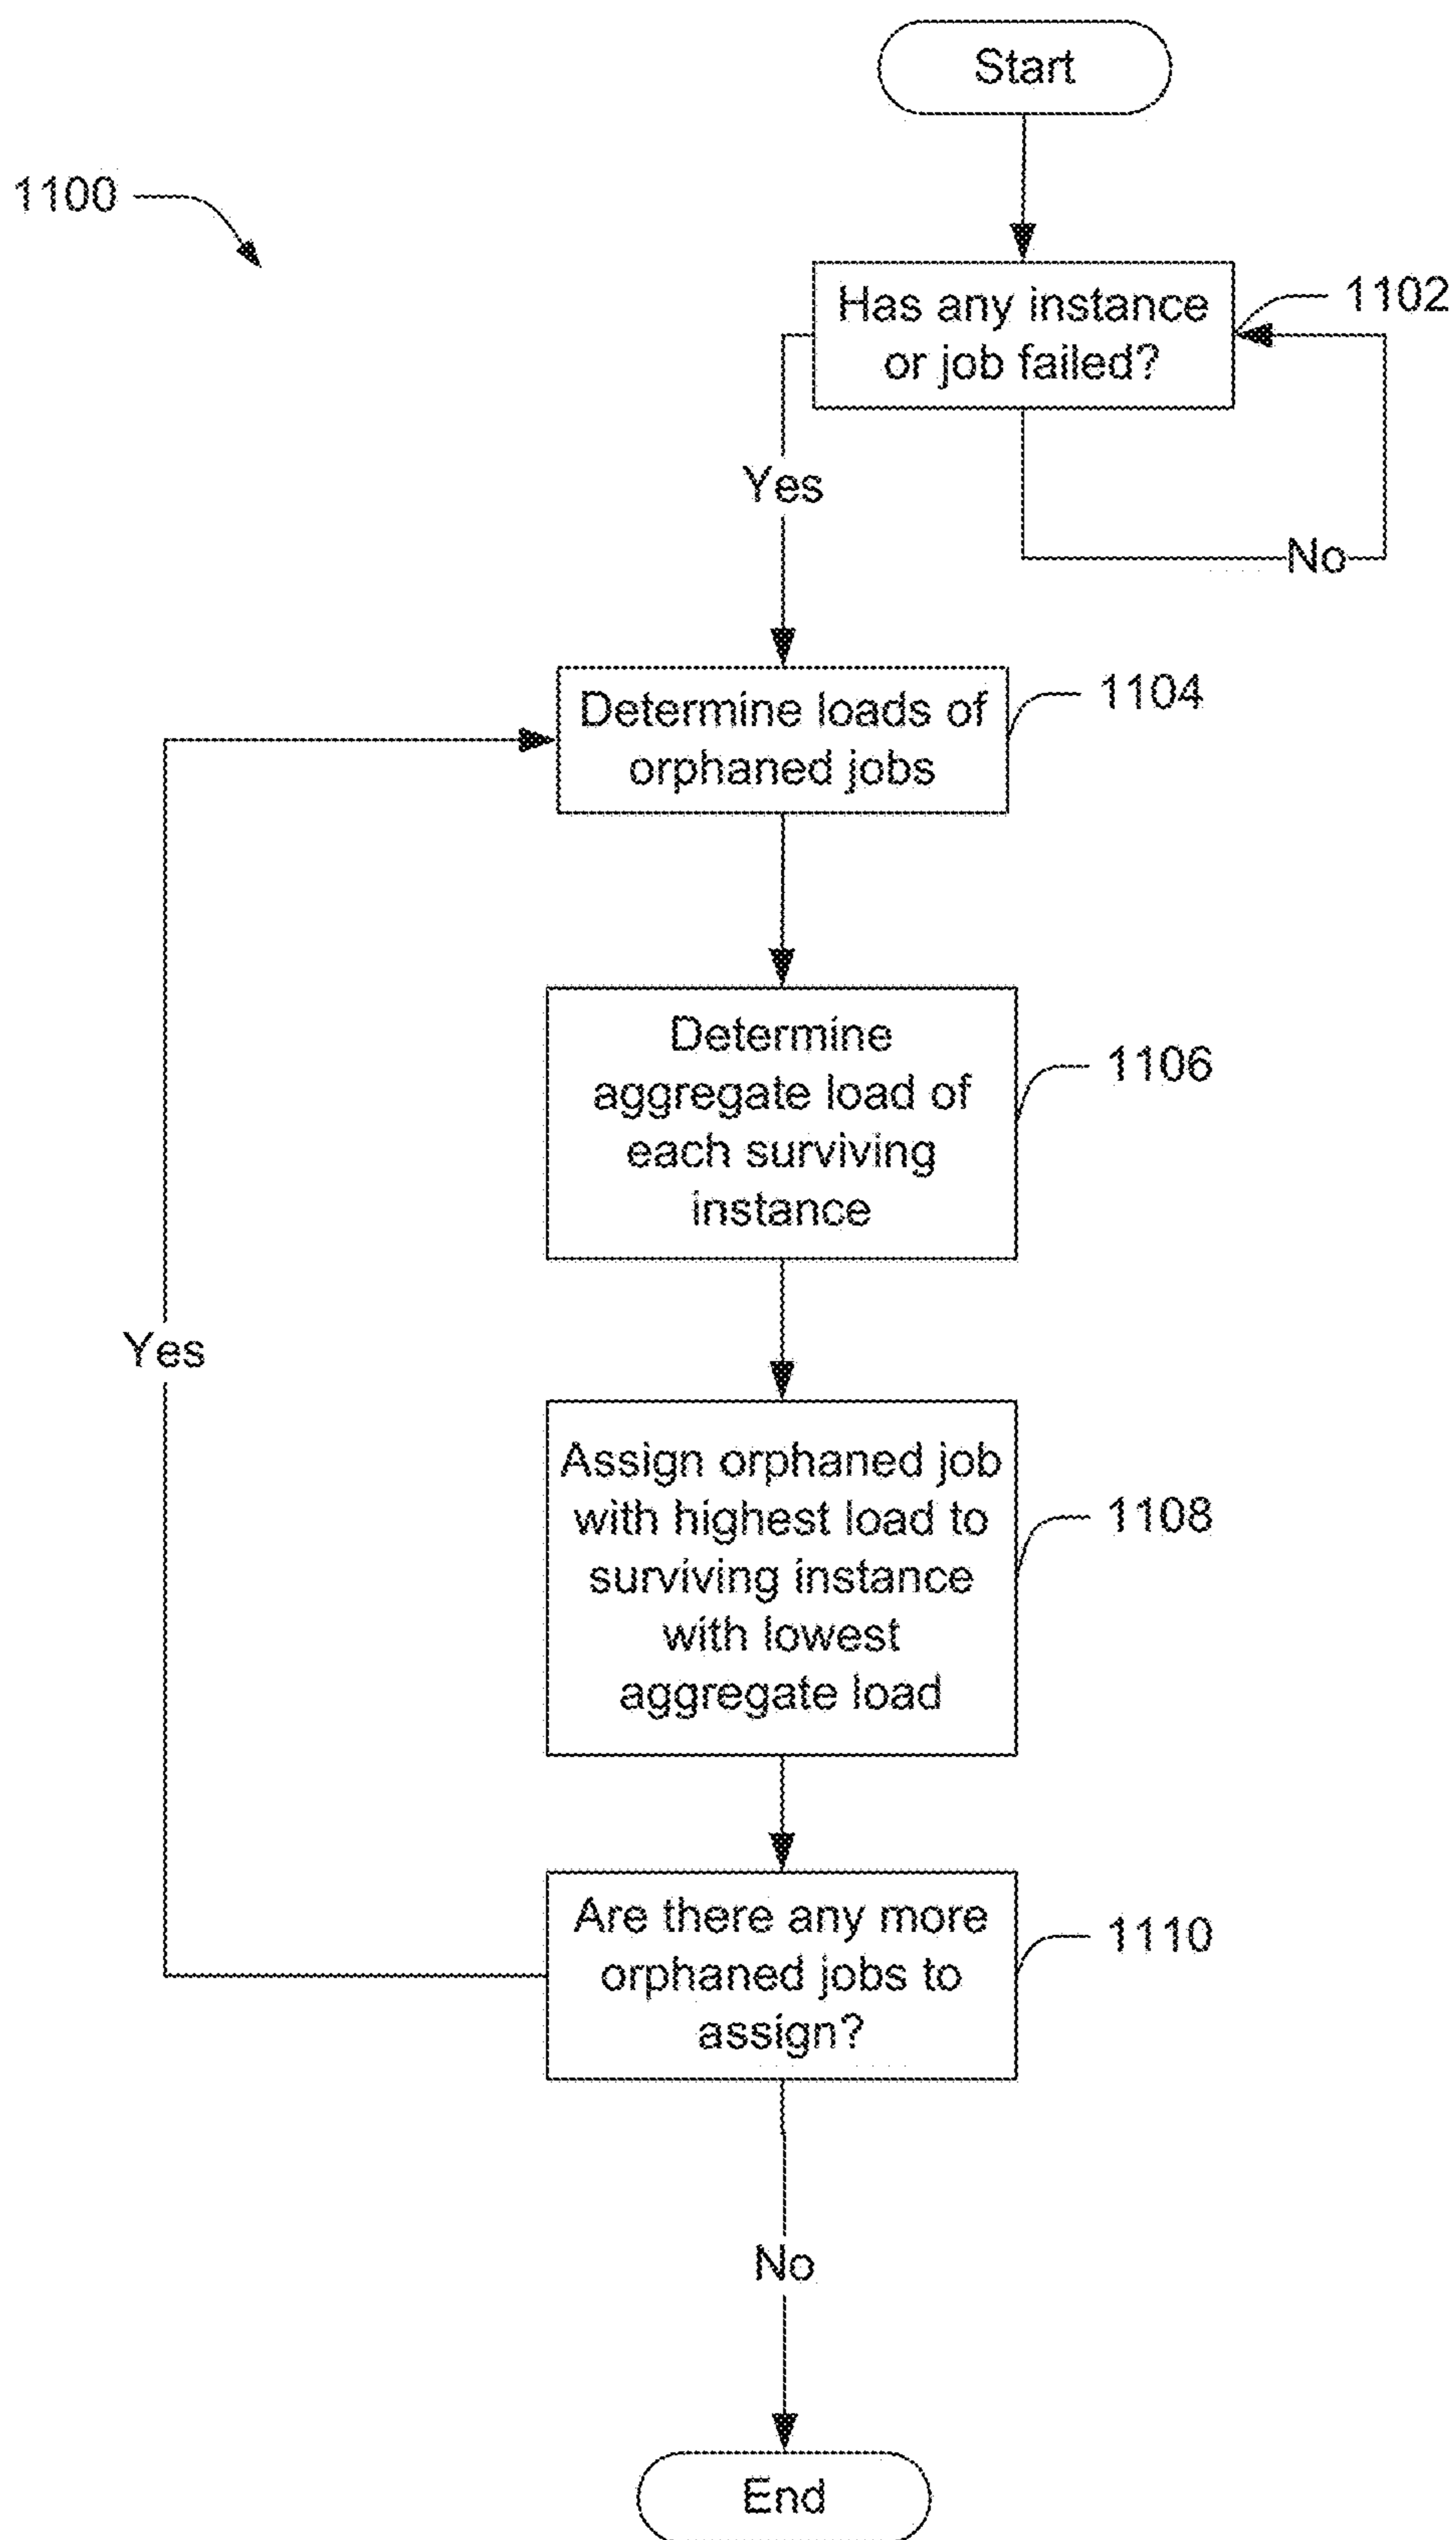 Start
1100
Has any instance
or job failed?
1102
Yes
No
Determine loads of
orphaned jobs
1104
Determine
aggregate load of
each surviving
instance
1106
Yes
Assign orphaned job
with highest load to
surviving instance
with lowest
aggregate load
1108
Are there any more
orphaned jobs to
assign?
1110
No
End